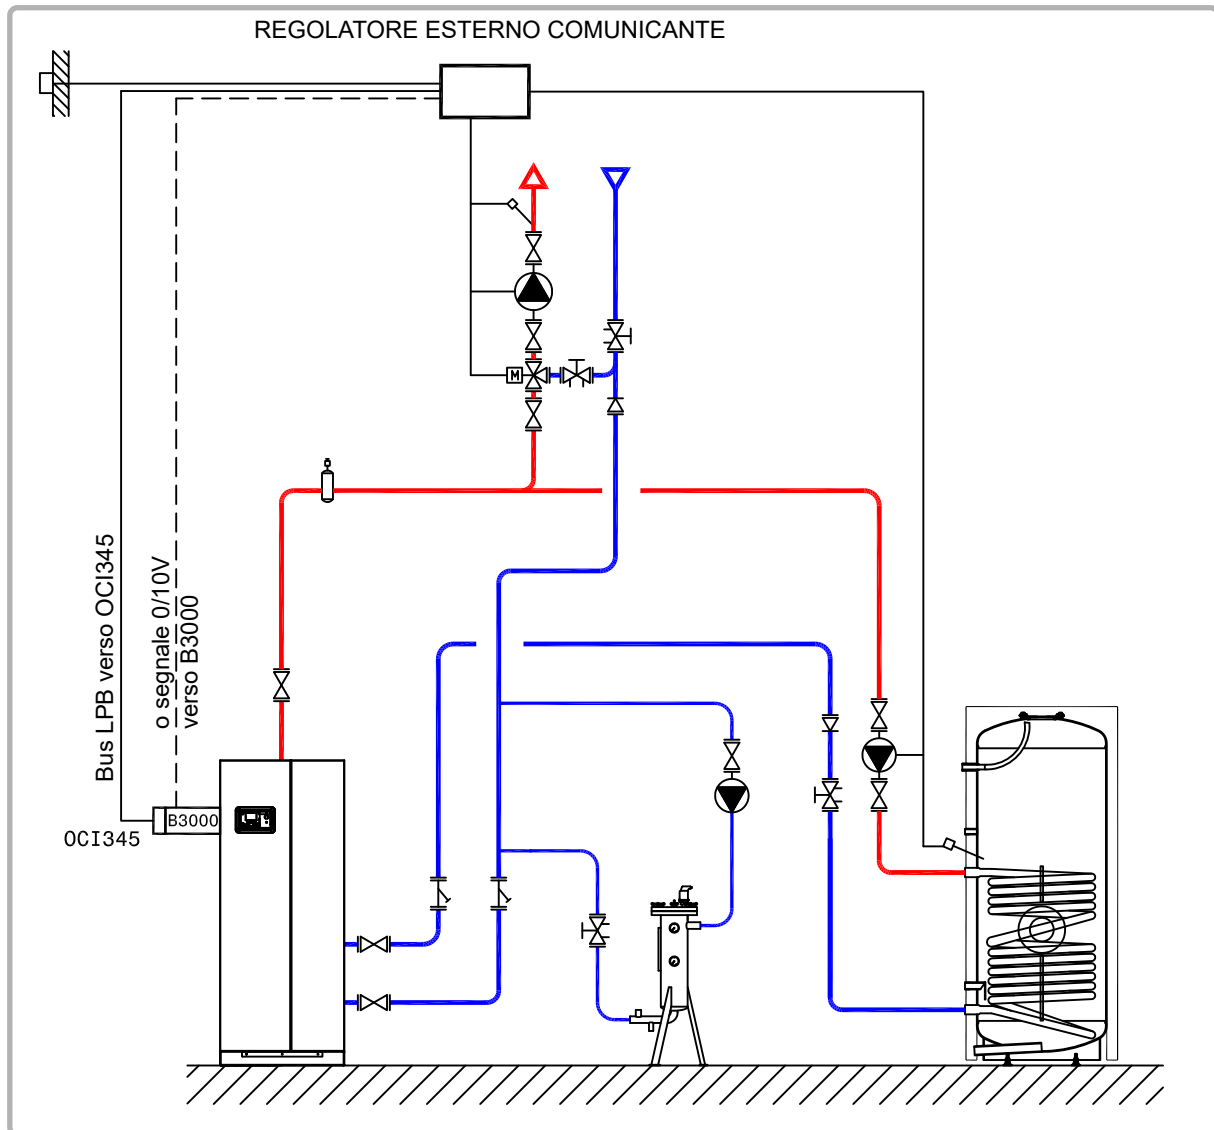 REGOLATORE ESTERNO COMUNICANTE
M
Bus LPB verso OCI345
o segnale 0/10V
verso B3000
B3000
OCI345